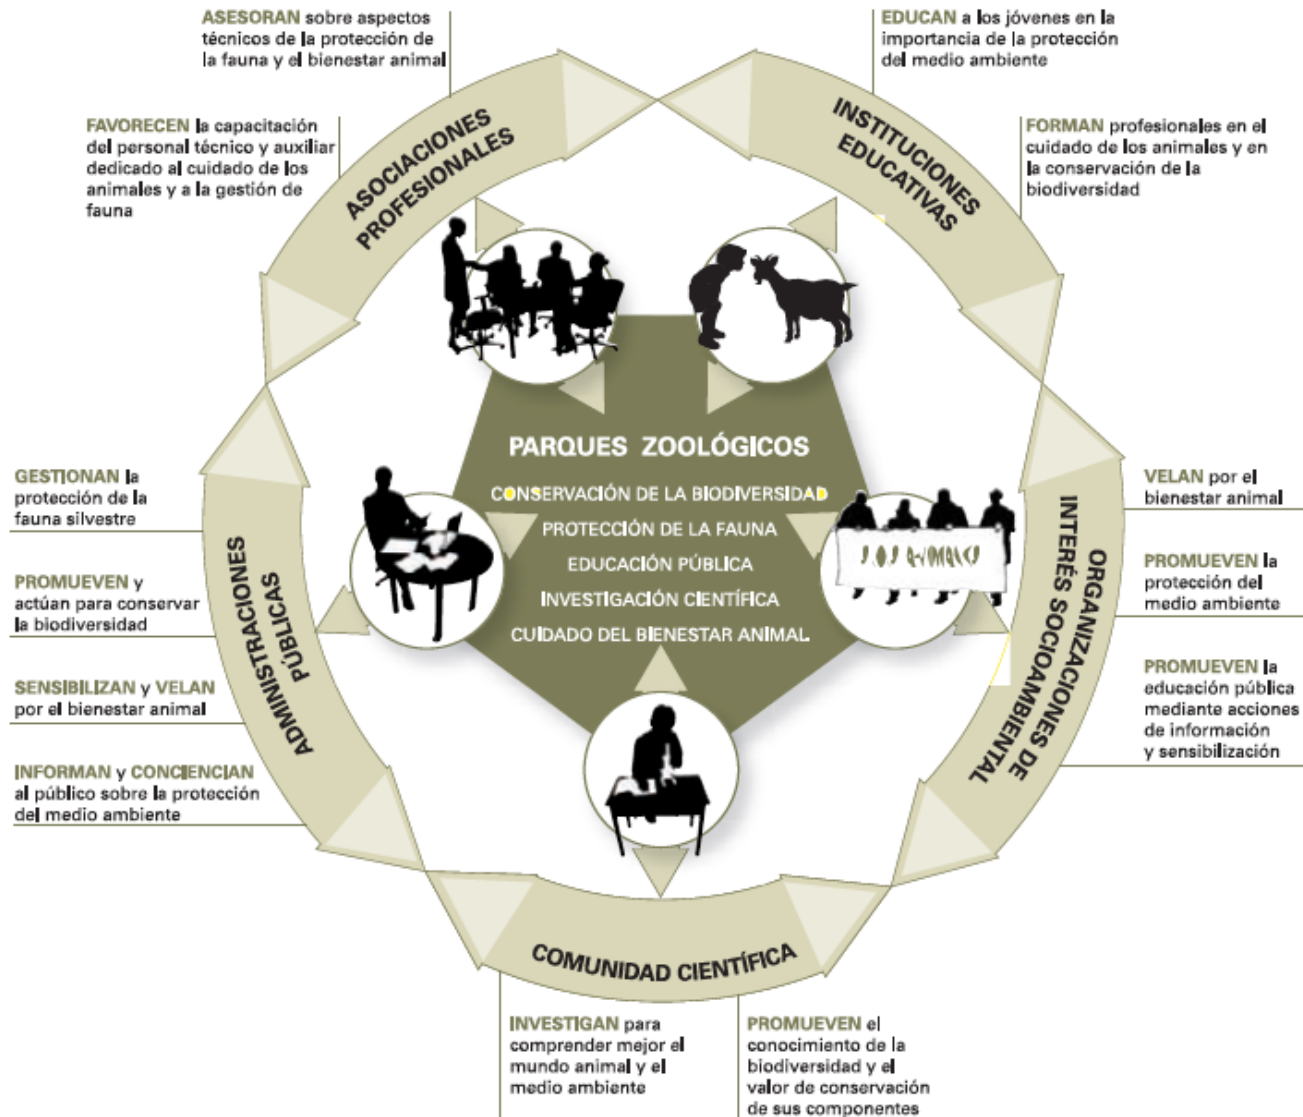 ASESORAN sobre aspectos
técnicos de la protección de
la fauna y el bienestar animal
EDUCAN a los jóvenes en la
importancia de la protección
del medio ambiente
FAVORECEN la capacitación
del personal técnico y auxiliar
dedicado al cuidado de los
animales y a la gestión de
fauna
FORMAN profesionales en el
cuidado de los animales y en
la conservación de la
biodiversidad
ASOCIACIONES
PROFESIONALES
INSTITUCIONES
EDUCATIVAS
PARQUES ZOOLÓGICOS
CONSERVACIÓN DE LA BIODIVERSIDAD
PROTECCIÓN DE LA FAUNA
EDUCACIÓN PÚBLICA
INVESTIGACIÓN CIENTÍFICA
CUIDADO DEL BIENESTAR ANIMAL
GESTIONAN la
protección de la
fauna silvestre
PROMUEVEN y
actúan para conservar
la biodiversidad
SENSIBILIZAN y VELAN
por el bienestar animal
INFORMAN y CONCIENCIAN
al público sobre la protección
del medio ambiente
ADMINISTRACIONES
PÚBLICAS
S.O.S
ORGANIZACIONES DE
INTERÉS SOCIOAMBIENTAL
VELAN por el
bienestar animal
PROMUEVEN la
protección del
medio ambiente
PROMUEVEN la
educación pública
mediante acciones
de información
y sensibilización
COMUNIDAD CIENTÍFICA
INVESTIGAN para
comprender mejor el
mundo animal y el
medio ambiente
PROMUEVEN el
conocimiento de la
biodiversidad y el
valor de conservación
de sus componentes